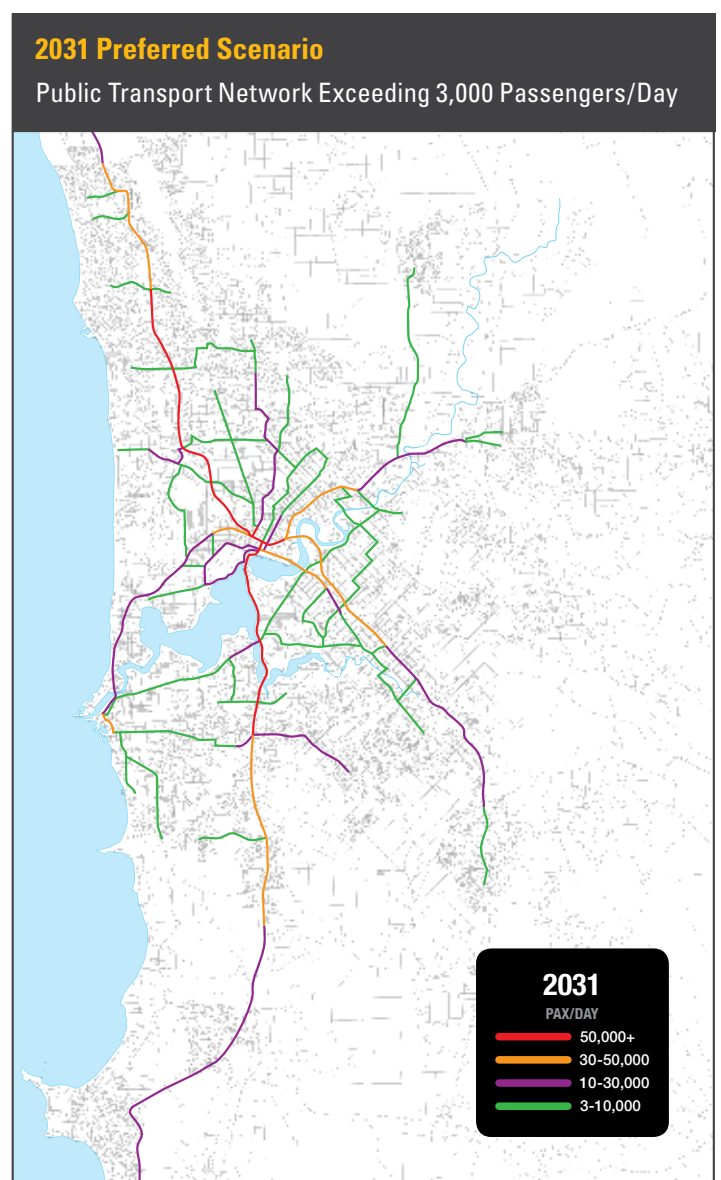 2031 Preferred Scenario
Public Transport Network Exceeding 3,000 Passengers/Day
2031
PAX/DAY
50,000+
30-50,000
10-30,000
3-10,000